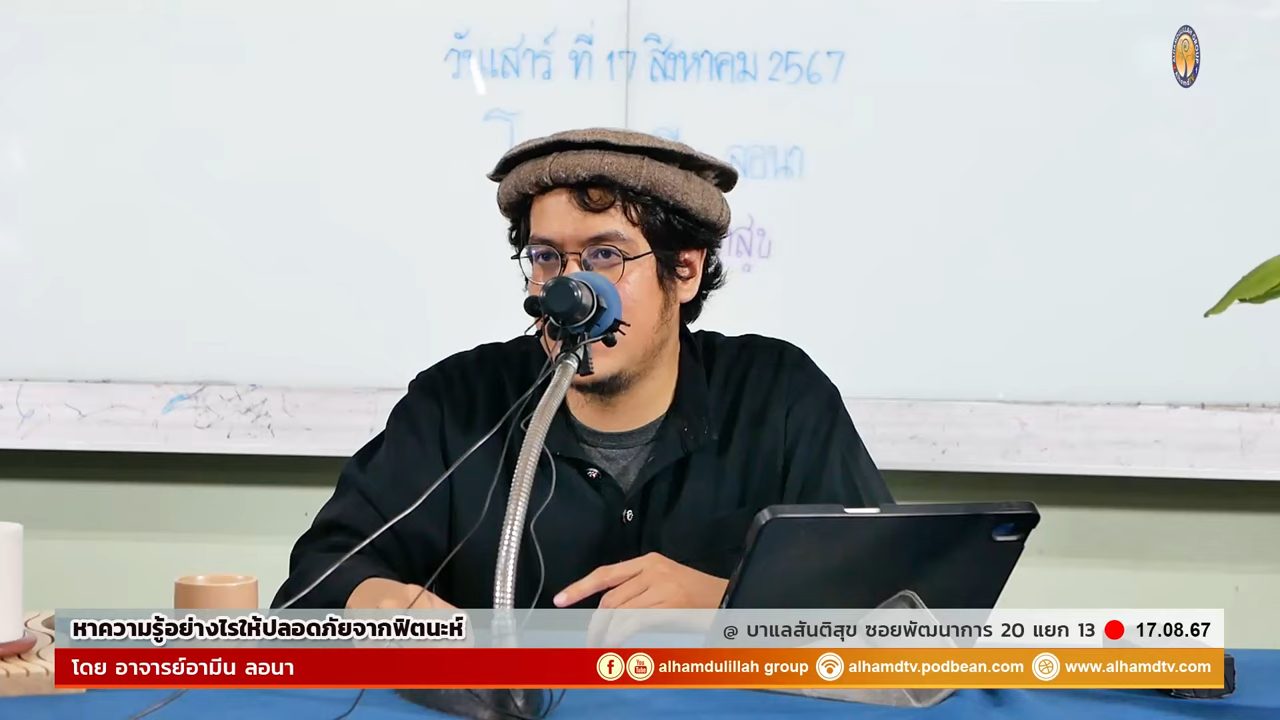 วันเสาร์ ที่ 17 สิงหาคม 2567
ลอนา
หาความรู้อย่างไรให้ปลอดภัยจากฟิตนะห์
@ บาแลสันติสุข ซอยพัฒนาการ 20 แยก 13
17.08.67
โดย อาจารย์อามีน ลอนา
alhamdulillah group
alhamdtv.podbean.com
www.alhamdtv.com